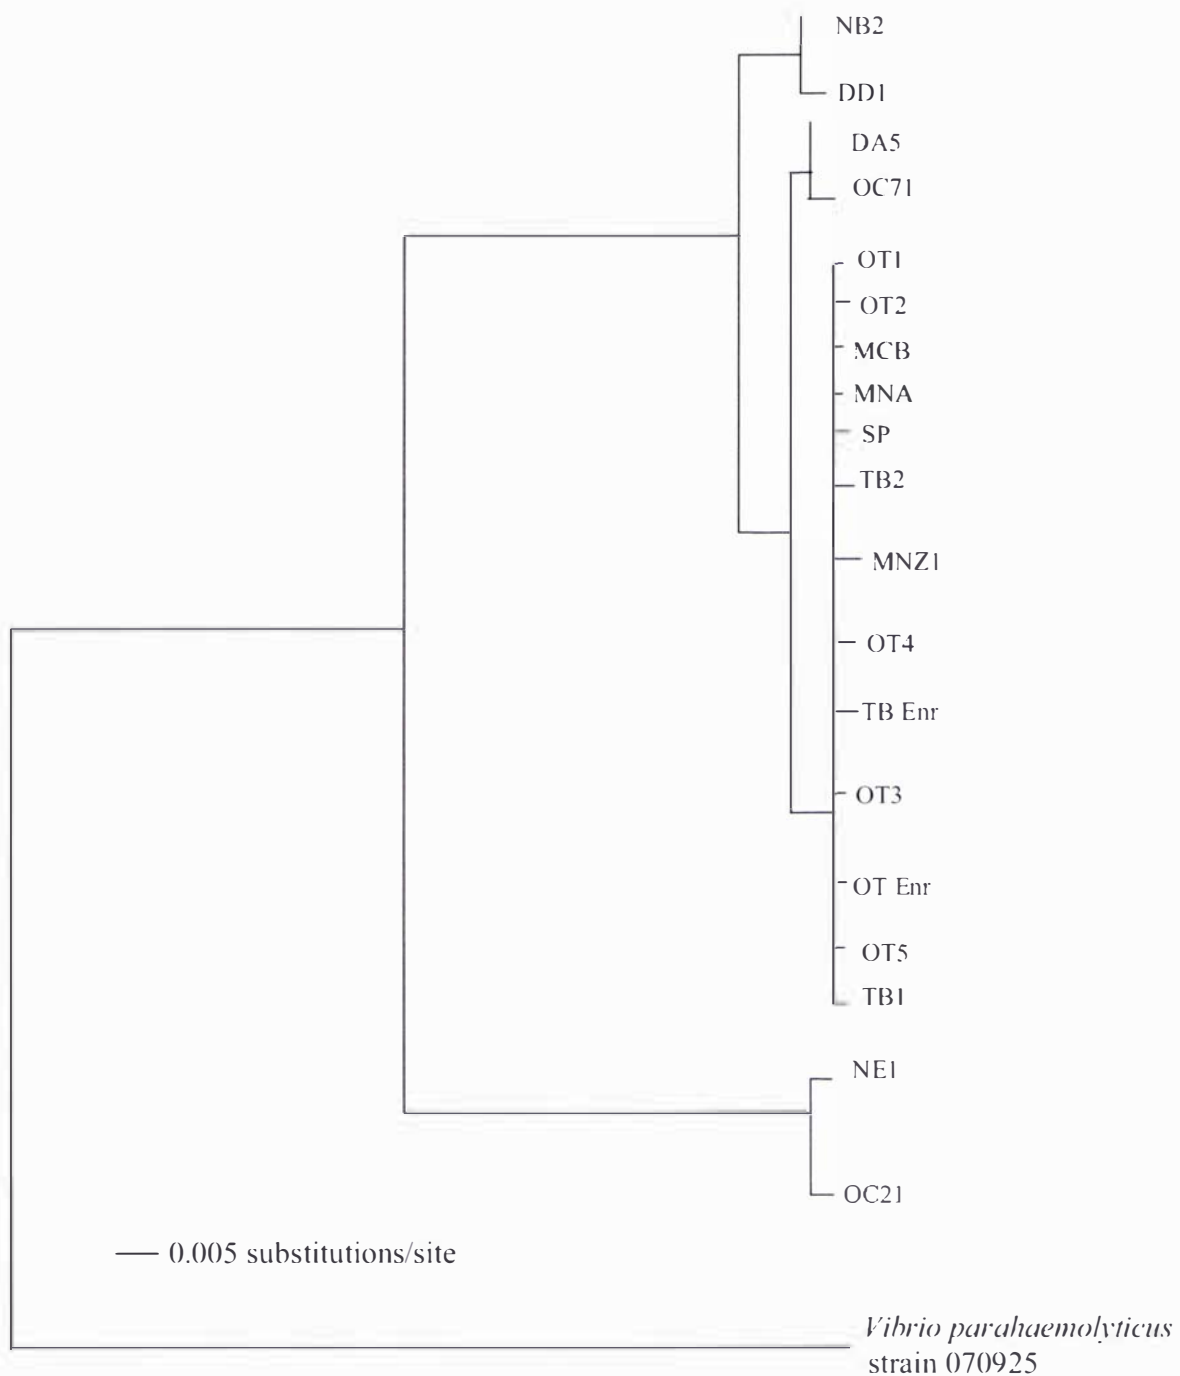 NB2
DD1
DA5
OC71
OT1
OT2
MCB
MNA
SP
TB2
MNZ1
OT4
TB Enr
OT3
OT Enr
OT5
TB1
NE1
OC21
0.005 substitutions/site
Vibrio parahaemolyticus
strain 070925